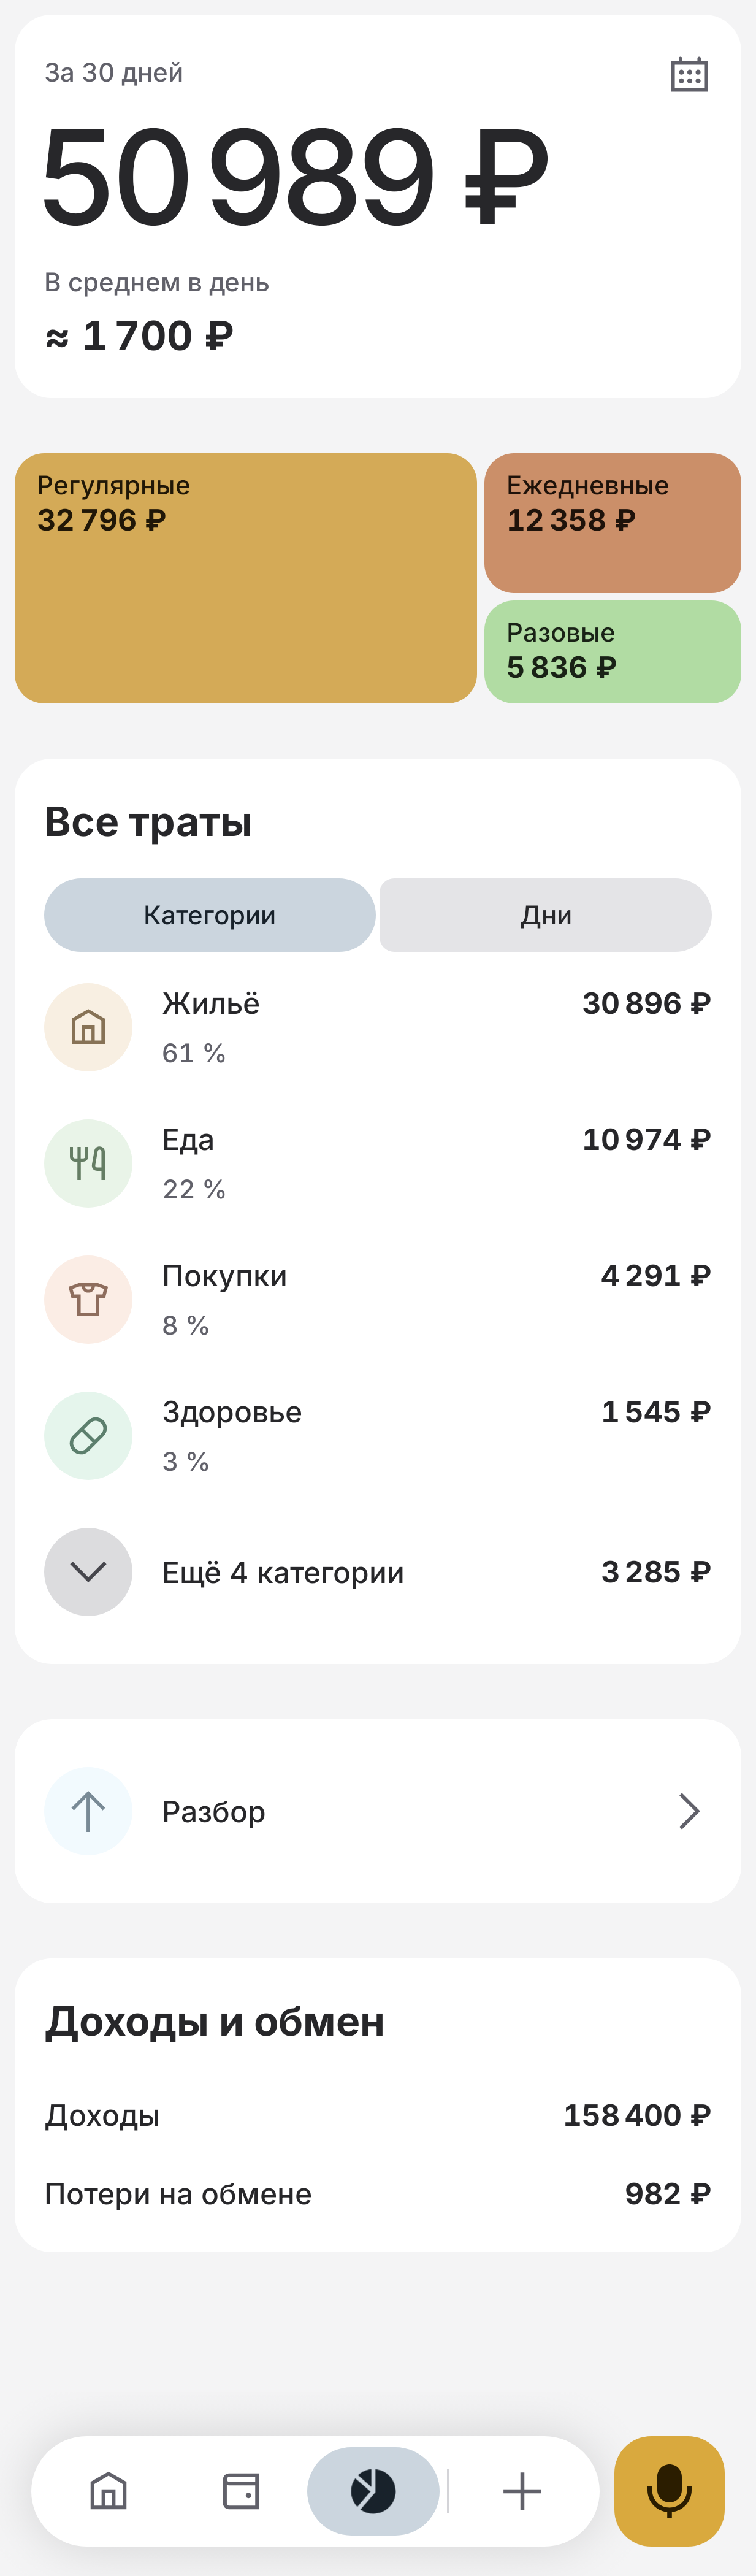 За 30 дней
50 989 ₽
В среднем в день
≈ 1 700 ₽
Регулярные
32 796 ₽
Ежедневные
12 358 ₽
Разовые
5 836 ₽
Все траты
Категории
Дни
Жильё
30 896 ₽
61 %
Еда
10 974 ₽
22 %
Покупки
4 291 ₽
8 %
Здоровье
1 545 ₽
3 %
Ещё 4 категории
3 285 ₽
Разбор
Доходы и обмен
Доходы
158 400 ₽
Потери на обмене
982 ₽